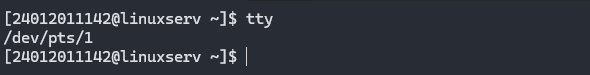 [24012011142@linuxserv ~]$ tty
/dev/pts/1
[24012011142@linuxserv ~]$